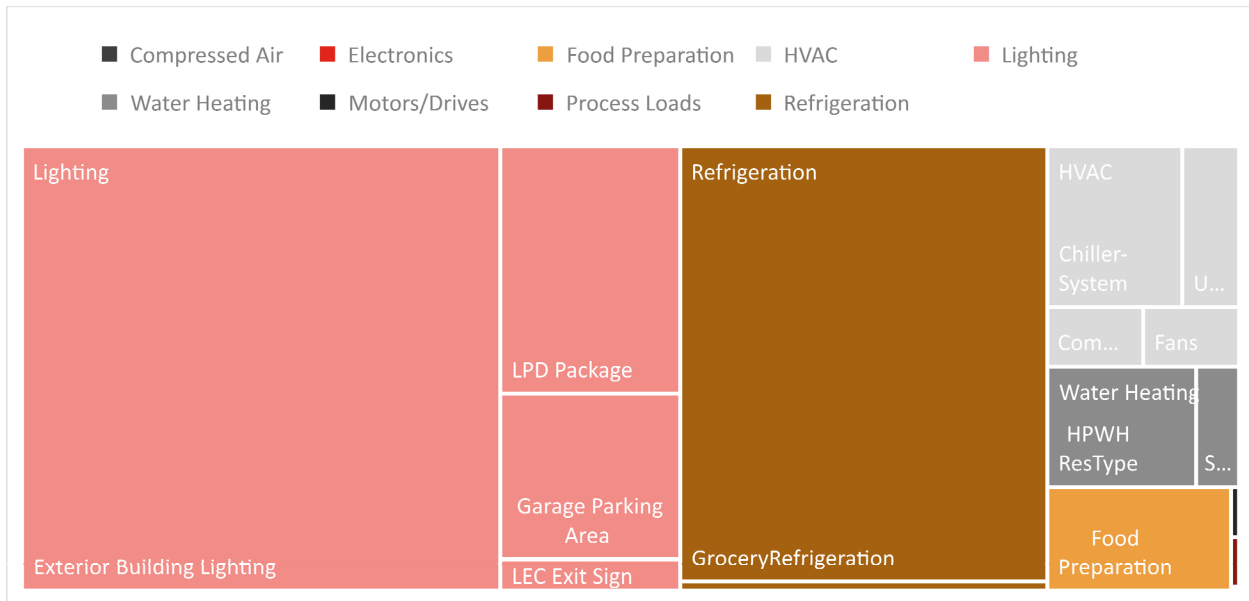 Compressed Air
Electronics
Food Preparation
HVAC
Lighting
Water Heating
Motors/Drives
Process Loads
Refrigeration
Lighting
Exterior Building Lighting
LPD Package
Garage Parking
Area
LEC Exit Sign
Refrigeration
GroceryRefrigeration
HVAC
Chiller-
System
U...
Com...
Fans
Water Heating
HPWH
ResType
S...
Food
Preparation